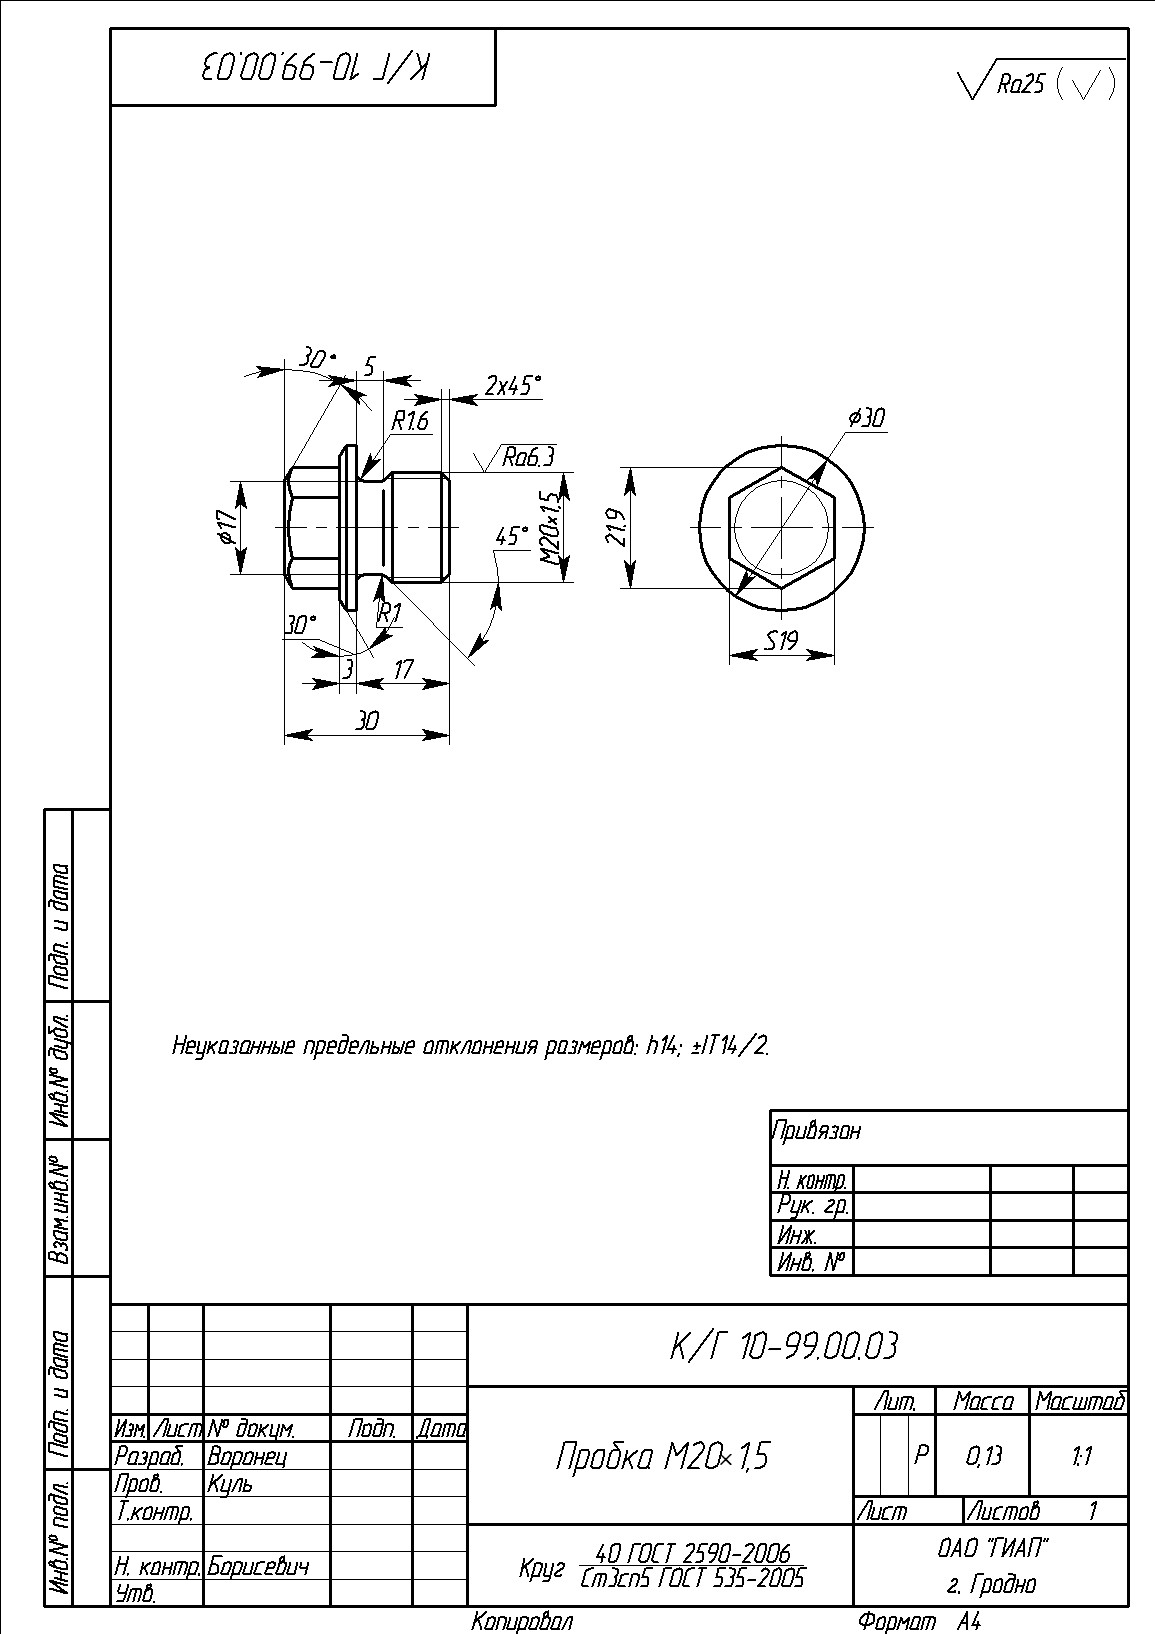 К/Г 10-99.00.03
Ra25 (√)
30°
5
2x45°
R1.6
Ra6.3
⌀17
M20×1.5
45°
R1
30°
3
17
30
⌀30
21.9
S19
Неуказанные предельные отклонения размеров: h14; ±IT14/2.
Подп. и дата
Инв.№ дубл.
Взам.инв.№
Подп. и дата
Инв.№ подл.
Привязан
Н. контр.
Рук. гр.
Инж.
Инв. №
К/Г 10-99.00.03
Изм. Лист № докум. Подп. Дата
Разраб. Воронец
Пров. Куль
Т.контр.
Н. контр. Борисевич
Утв.
Пробка М20×1,5
Лит. Масса Масштаб
Р 0,13 1:1
Лист Листов 1
Круг 40 ГОСТ 2590-2006
Ст3сп5 ГОСТ 535-2005
ОАО "ГИАП"
г. Гродно
Копировал Формат А4